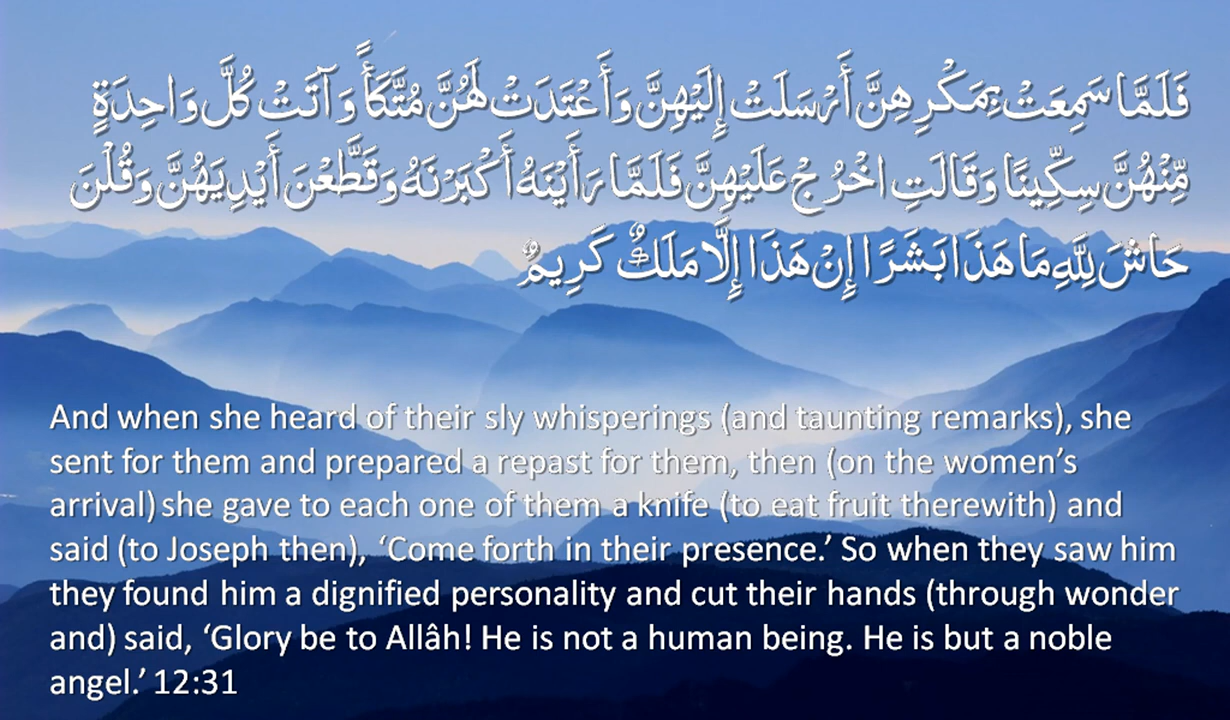 فَلَمَّا سَمِعَتْ بِمَكْرِهِنَّ أَرْسَلَتْ إِلَيْهِنَّ وَأَعْتَدَتْ لَهُنَّ مُتَّكَأً وَآتَتْ كُلَّ وَاحِدَةٍ
مِّنْهُنَّ سِكِّينًا وَقَالَتِ اخْرُجْ عَلَيْهِنَّ فَلَمَّا رَأَيْنَهُ أَكْبَرْنَهُ وَقَطَّعْنَ أَيْدِيَهُنَّ وَقُلْنَ
حَاشَ لِلَّهِ مَا هَذَا بَشَرًا إِنْ هَذَا إِلَّا مَلَكٌ كَرِيمٌ
And when she heard of their sly whisperings (and taunting remarks), she
sent for them and prepared a repast for them, then (on the women’s
arrival) she gave to each one of them a knife (to eat fruit therewith) and
said (to Joseph then), ‘Come forth in their presence.’ So when they saw him
they found him a dignified personality and cut their hands (through wonder
and) said, ‘Glory be to Allâh! He is not a human being. He is but a noble
angel.’ 12:31